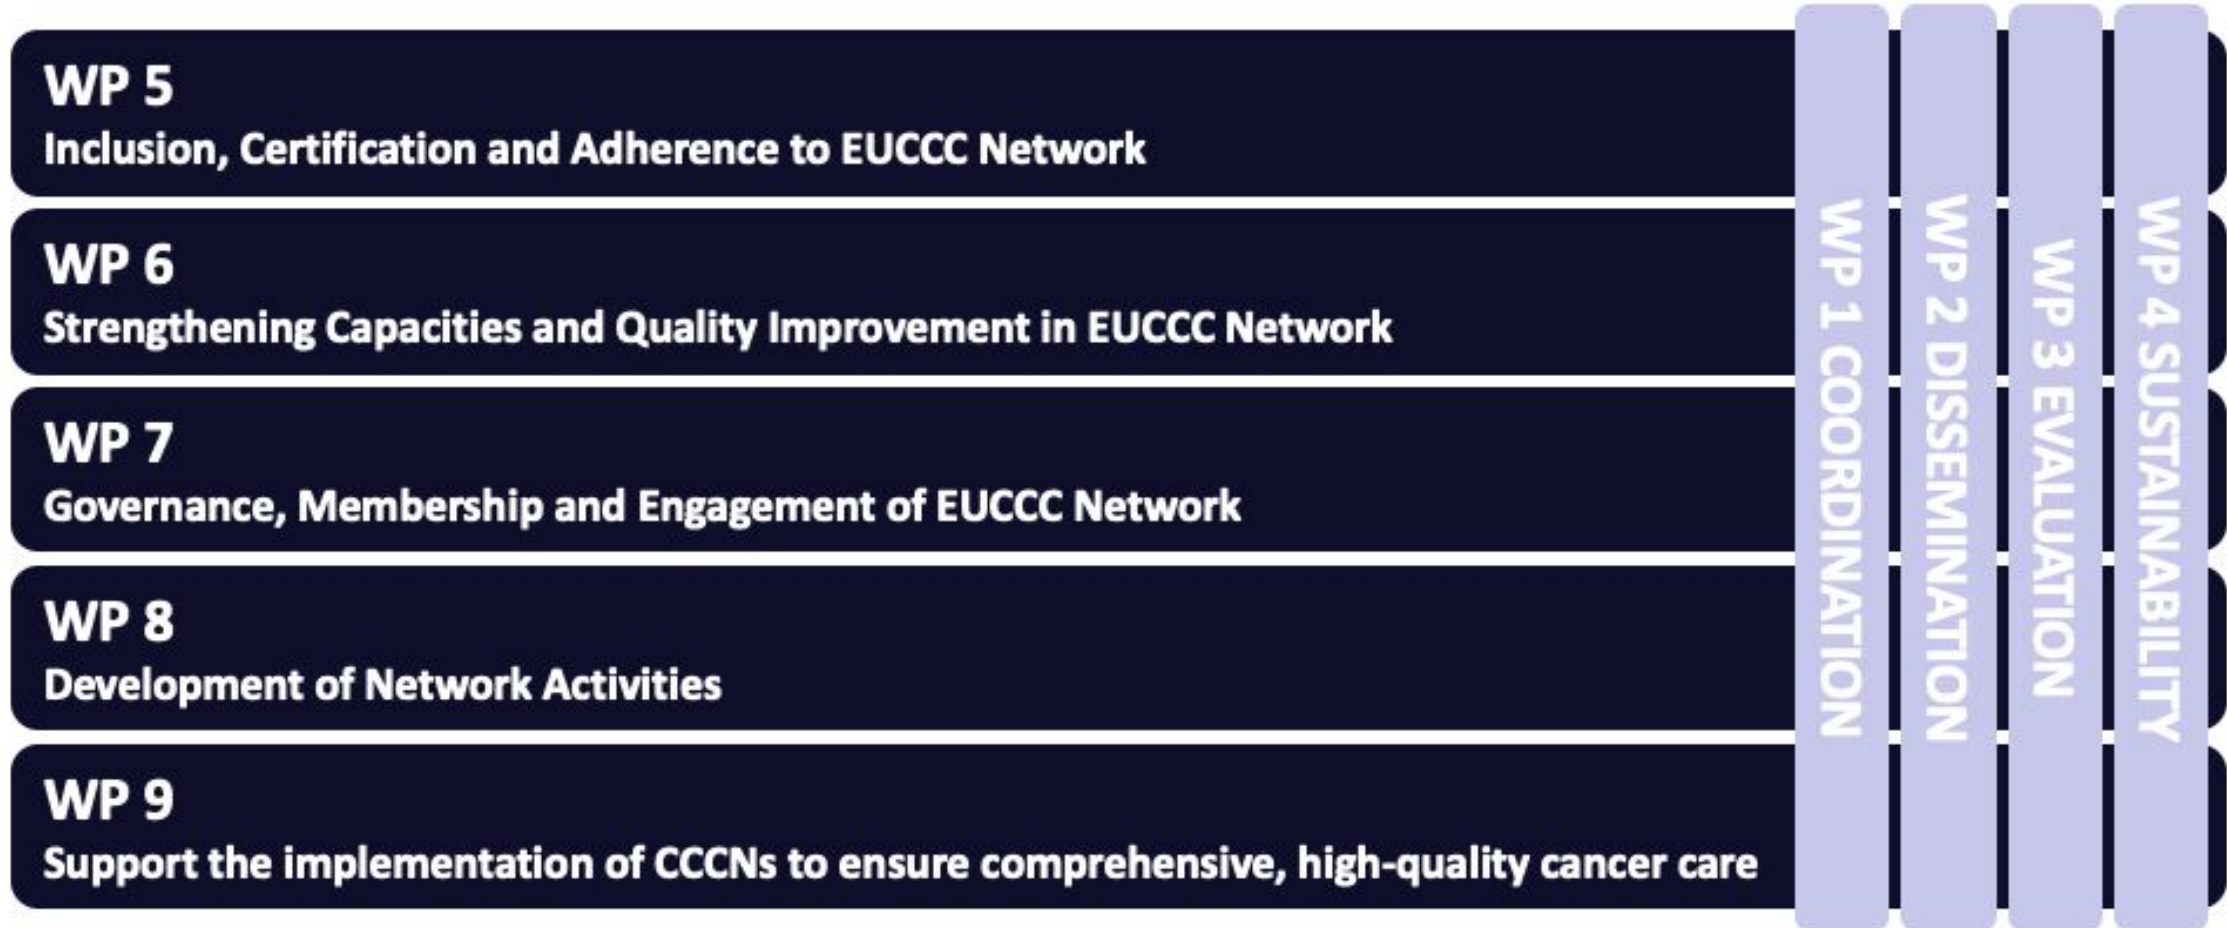 WP 5
Inclusion, Certification and Adherence to EUCCC Network
WP 6
Strengthening Capacities and Quality Improvement in EUCCC Network
WP 7
Governance, Membership and Engagement of EUCCC Network
WP 8
Development of Network Activities
WP 9
Support the implementation of CCCNs to ensure comprehensive, high-quality cancer care
WP 1 COORDINATION
WP 2 DISSEMINATION
WP 3 EVALUATION
WP 4 SUSTAINABILITY